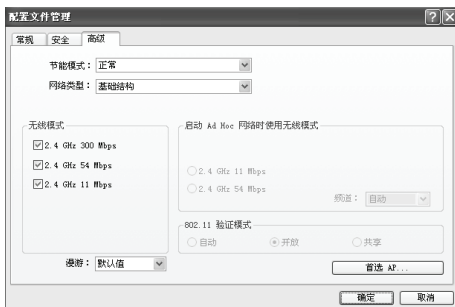 配置文件管理
常规 安全 高级
节能模式： 正常
网络类型： 基础结构
无线模式
2.4 GHz 300 Mbps
2.4 GHz 54 Mbps
2.4 GHz 11 Mbps
启动 Ad Hoc 网络时使用无线模式
2.4 GHz 11 Mbps
2.4 GHz 54 Mbps
频道： 自动
802.11 验证模式
自动 开放 共享
漫游： 默认值
首选 AP...
确定 取消